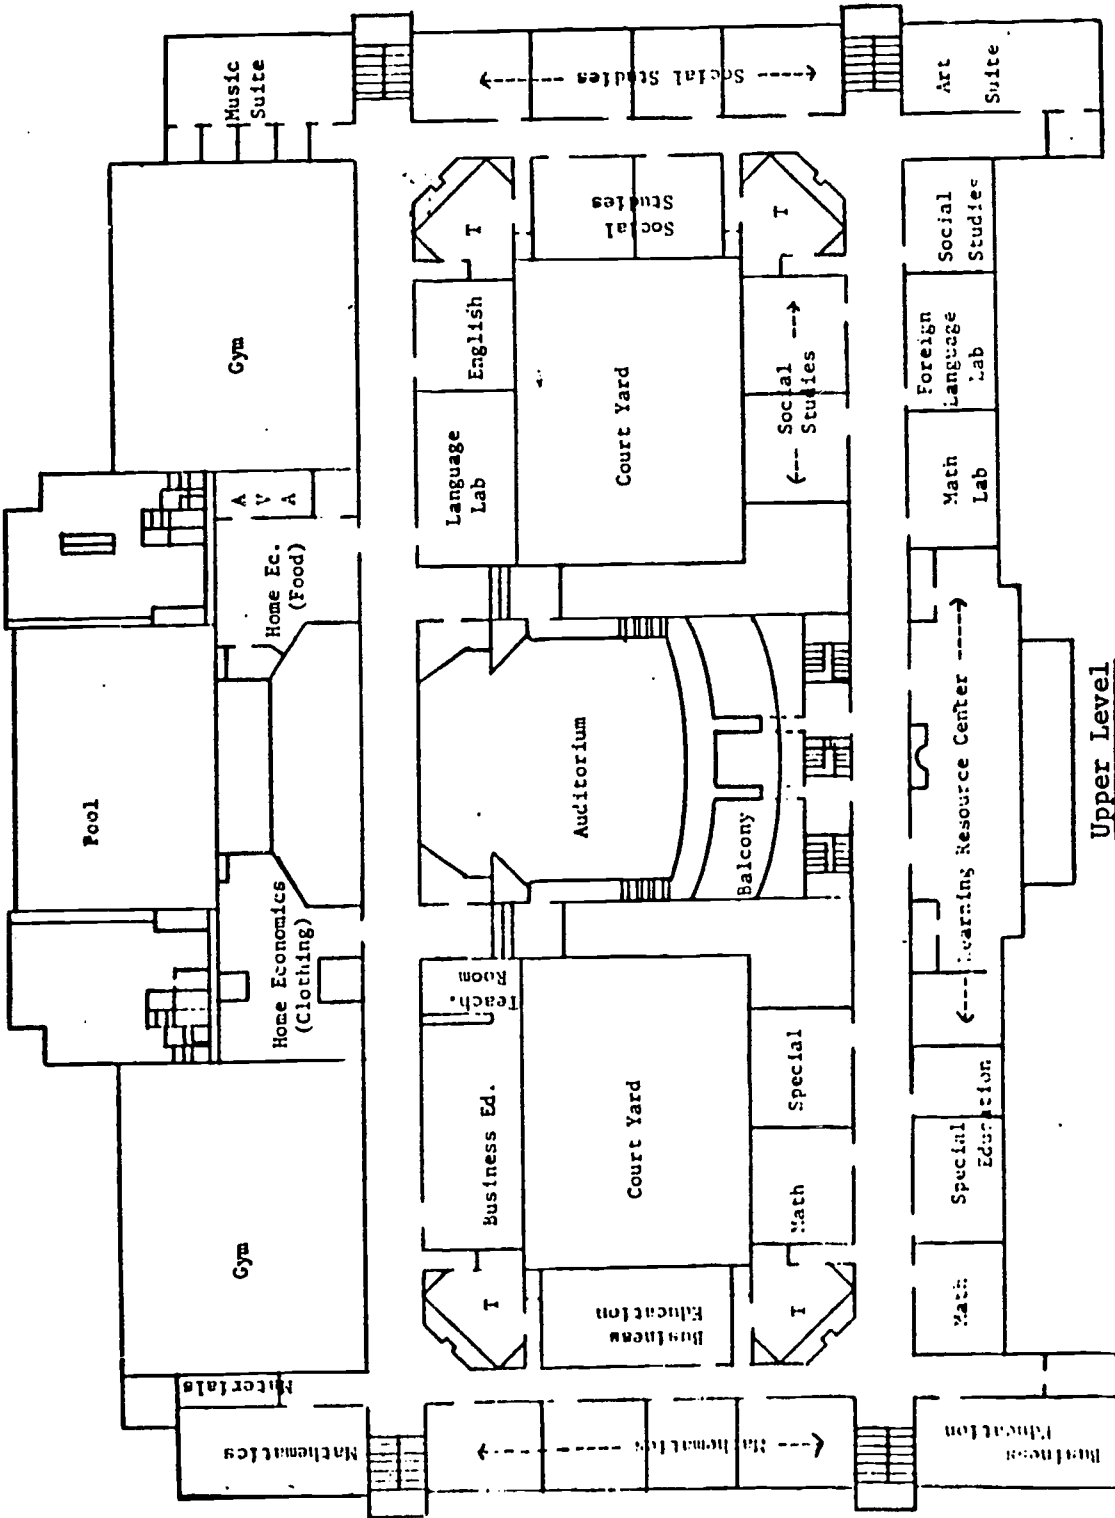 Pool
Gym
Gym
Music
Suite
A
V
A
Home Ec.
(Food)
Home Economics
(Clothing)
Materials
Mathematics
Social Studies
Language
Lab
English
T
Teach.
Room
Business Ed.
T
Auditorium
Balcony
Court Yard
Court Yard
Social
Studies
Business
Education
Mathematics
T
T
Social
Studies
Special
Math
Art
Suite
Social
Studies
Foreign
Language
Lab
Math
Lab
Learning Resource Center
Special
Education
Math
Business
Education
Upper Level